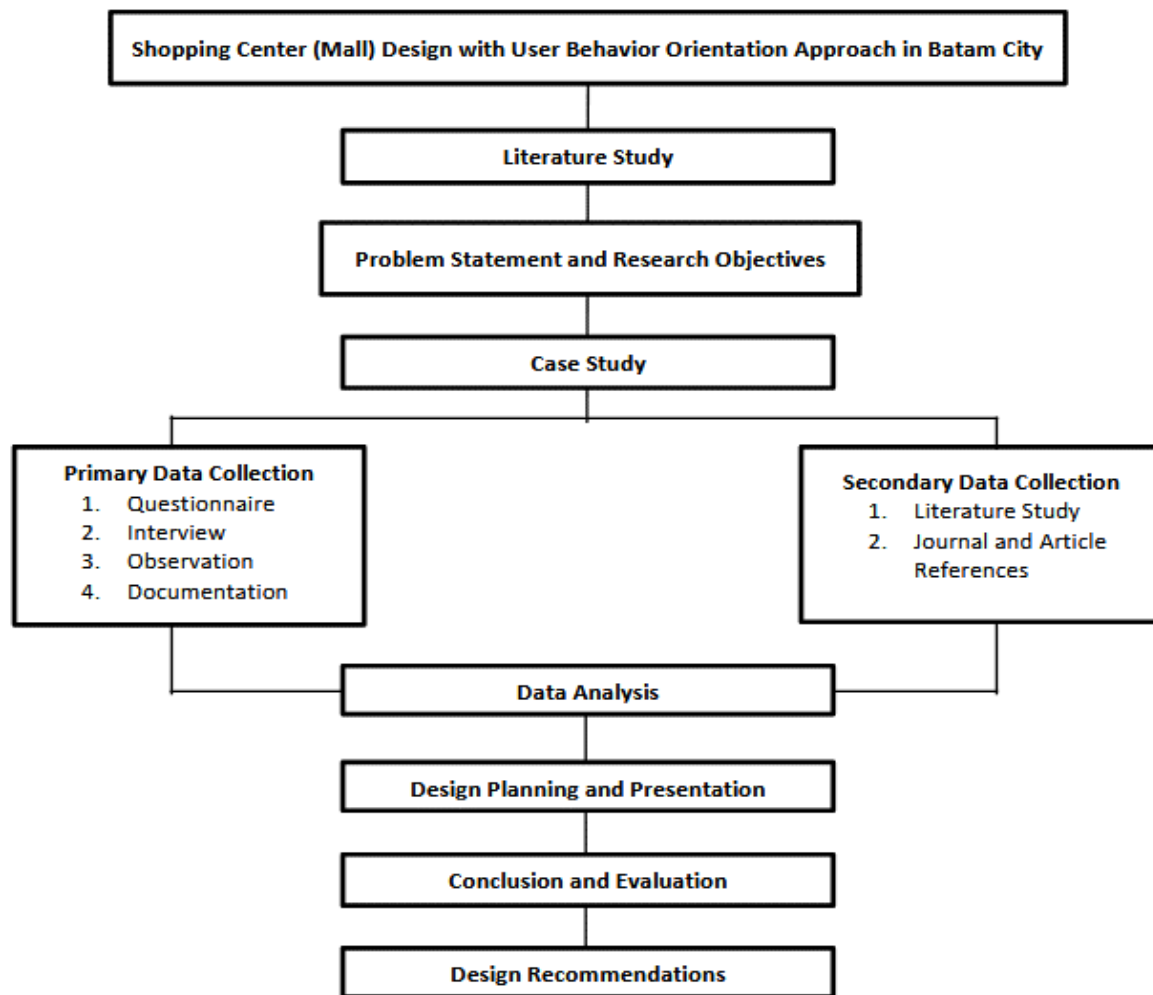 Shopping Center (Mall) Design with User Behavior Orientation Approach in Batam City
Literature Study
Problem Statement and Research Objectives
Case Study
Primary Data Collection
1. Questionnaire
2. Interview
3. Observation
4. Documentation
Secondary Data Collection
1. Literature Study
2. Journal and Article
References
Data Analysis
Design Planning and Presentation
Conclusion and Evaluation
Design Recommendations